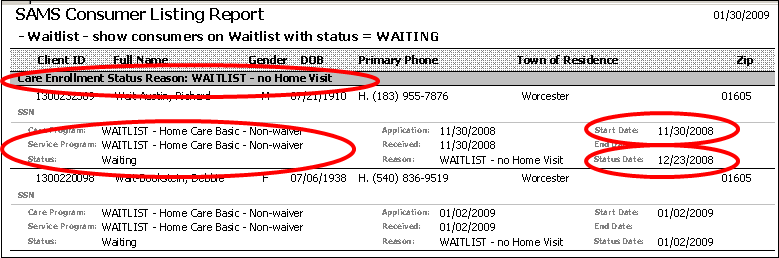 SAMS Consumer Listing Report 01/30/2009
- Waitlist - show consumers on Waitlist with status = WAITING
Client ID Full Name Gender DOB Primary Phone Town of Residence Zip
Care Enrollment Status Reason: WAITLIST - no Home Visit
Wait-Austin, Richard M 07/21/1910 H. (183) 955-7876 Worcester 01605
SSN
Care Program: WAITLIST - Home Care Basic - Non-waiver Application: 11/30/2008 Start Date: 11/30/2008
Service Program: WAITLIST - Home Care Basic - Non-waiver Received: 11/30/2008 End Date:
Status: Waiting Reason: WAITLIST - no Home Visit Status Date: 12/23/2008
1300220098 Debbie F 07/06/1938 H. (540) 836-9519 Worcester 01605
SSN
Care Program: WAITLIST - Home Care Basic - Non-waiver Application: 01/02/2009 Start Date: 01/02/2009
Service Program: WAITLIST - Home Care Basic - Non-waiver Received: 01/02/2009 End Date:
Status: Waiting Reason: WAITLIST - no Home Visit Status Date: 01/02/2009